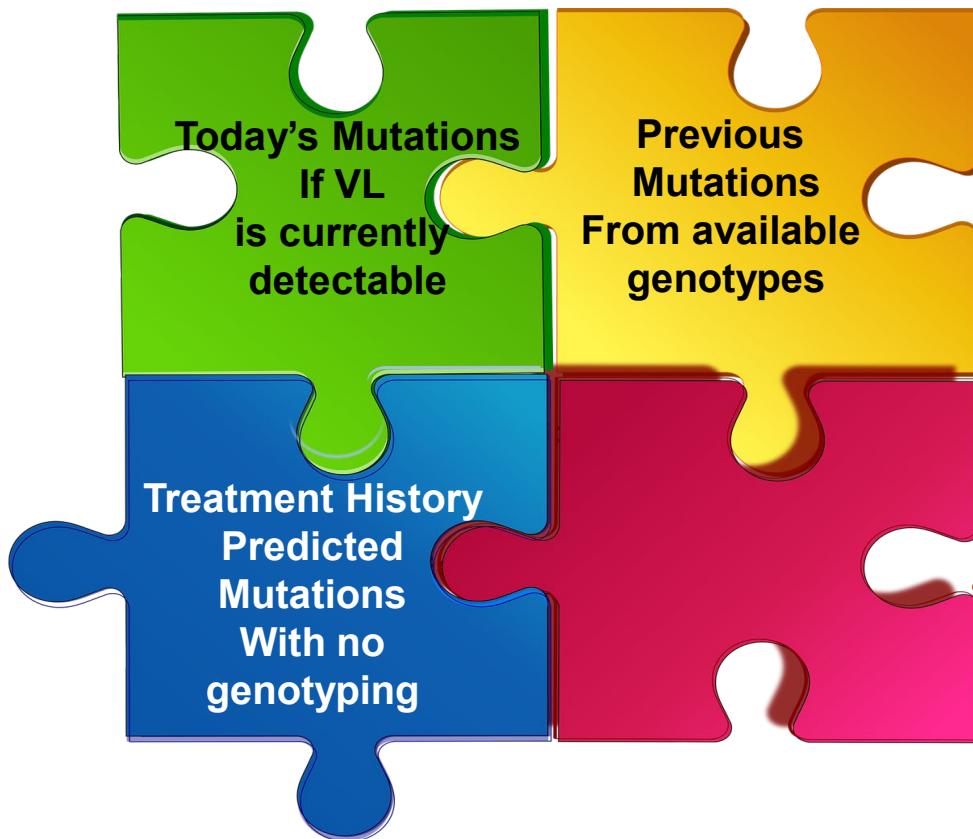 Today's Mutations
If VL
is currently
detectable
Previous
Mutations
From available
genotypes
Treatment History
Predicted
Mutations
With no
genotyping